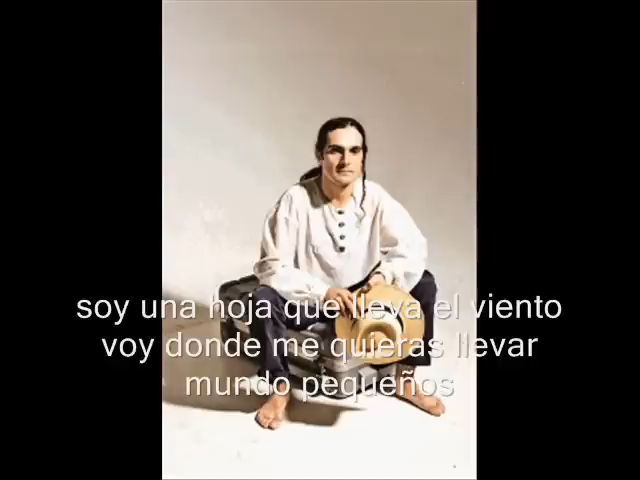 soy una hoja que lleva el viento
voy donde me quieras llevar
mundo pequeños